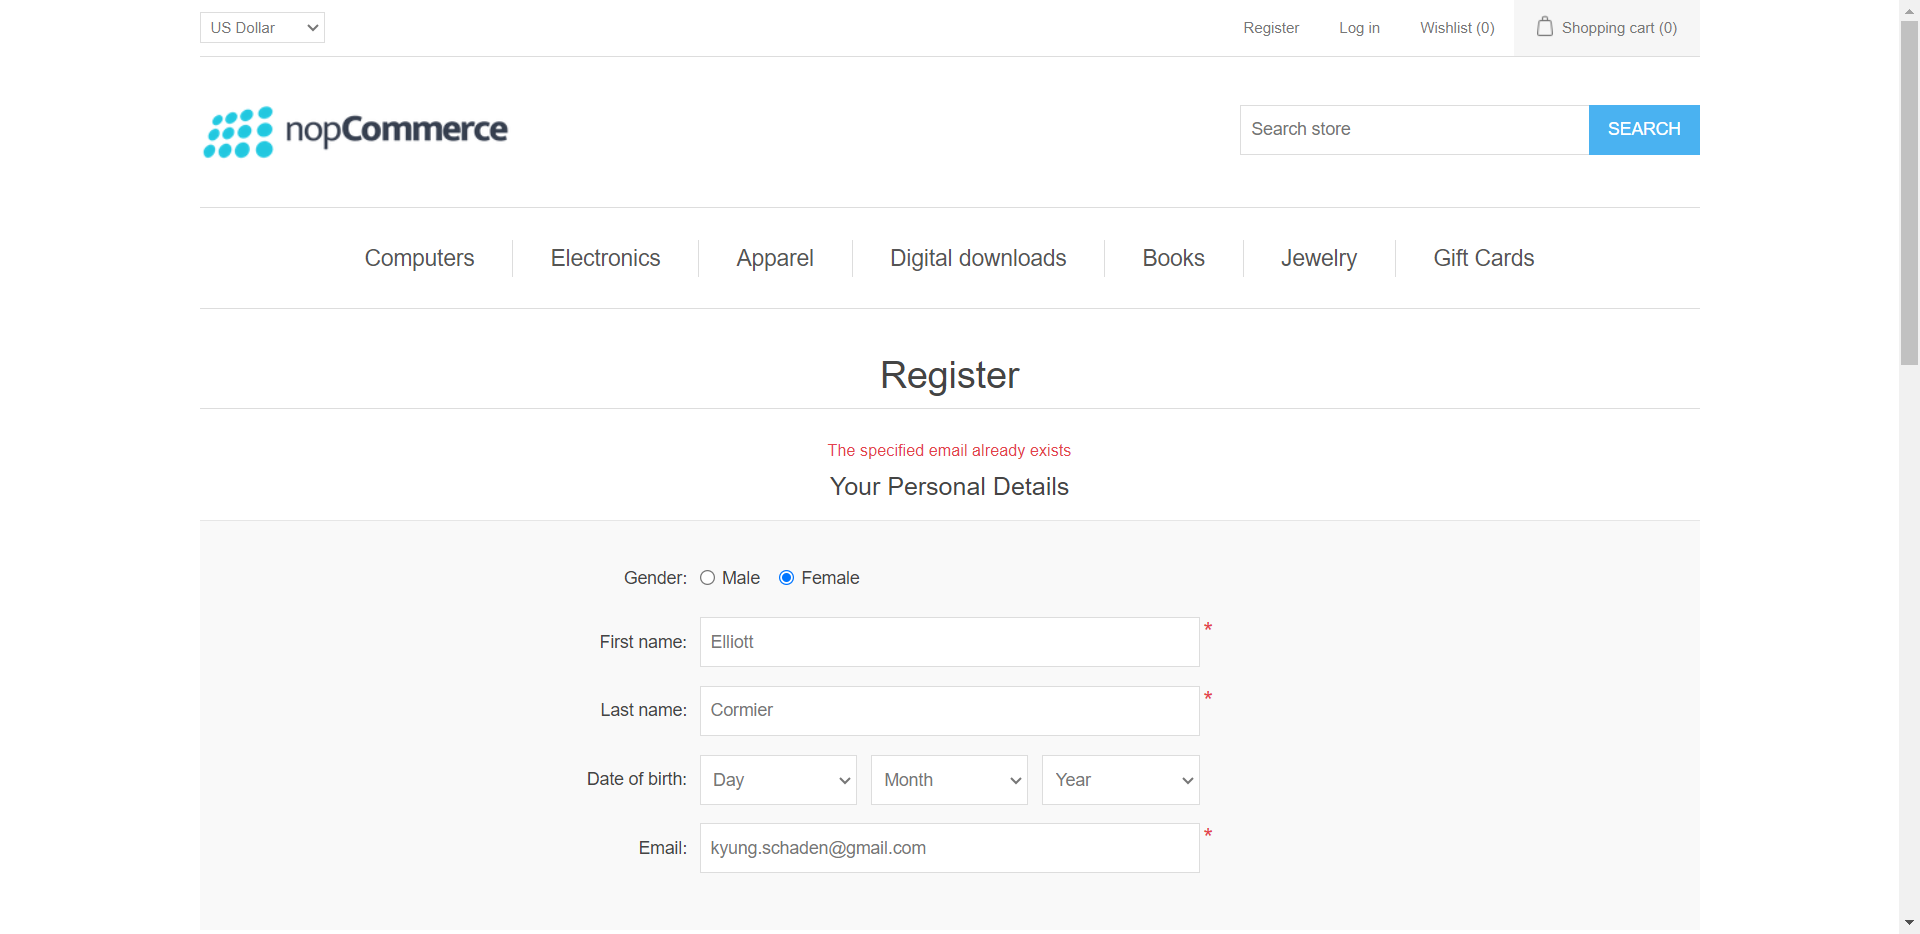 US Dollar Register Log in Wishlist (0) Shopping cart (0)
nopCommerce Search store SEARCH
Computers Electronics Apparel Digital downloads Books Jewelry Gift Cards
Register
The specified email already exists
Your Personal Details
Gender: Male Female
First name: Elliott *
Last name: Cormier *
Date of birth: Day Month Year
Email: kyung.schaden@gmail.com *